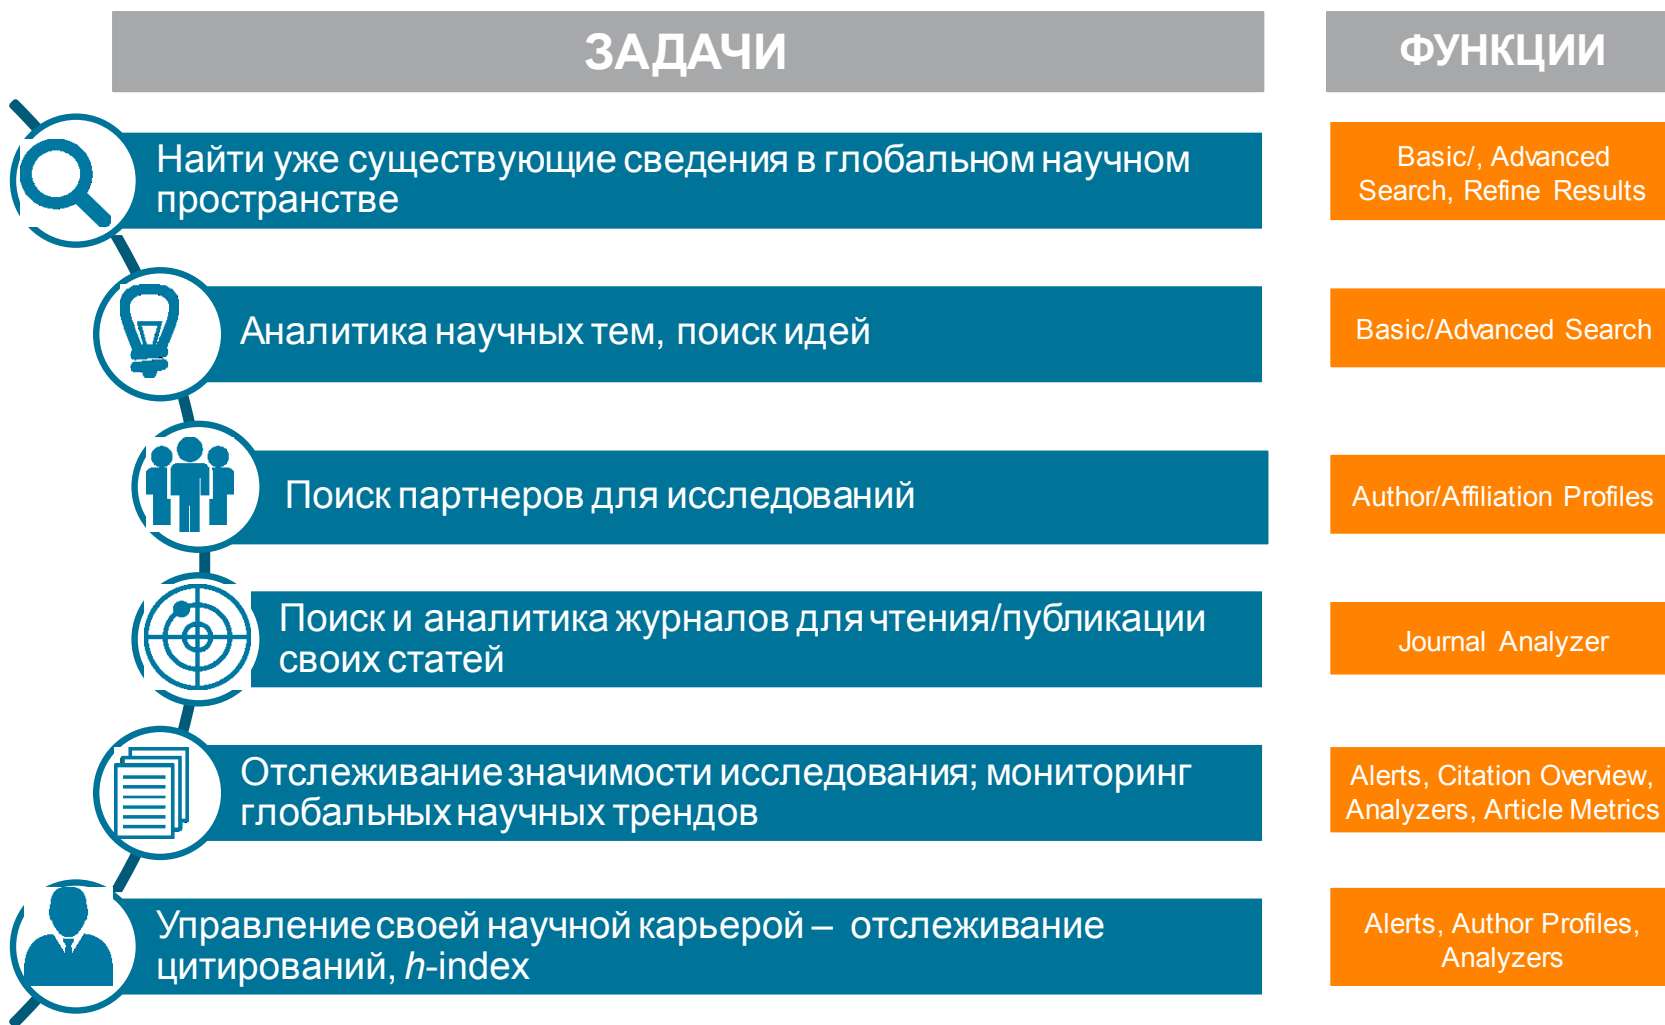 ЗАДАЧИ
ФУНКЦИИ
Найти уже существующие сведения в глобальном научном
пространстве
Basic/, Advanced
Search, Refine Results
Аналитика научных тем, поиск идей
Basic/Advanced Search
Поиск партнеров для исследований
Author/Affiliation Profiles
Поиск и аналитика журналов для чтения/публикации
своих статей
Journal Analyzer
Отслеживание значимости исследования; мониторинг
глобальных научных трендов
Alerts, Citation Overview,
Analyzers, Article Metrics
Управление своей научной карьерой – отслеживание
цитирований, h-index
Alerts, Author Profiles,
Analyzers